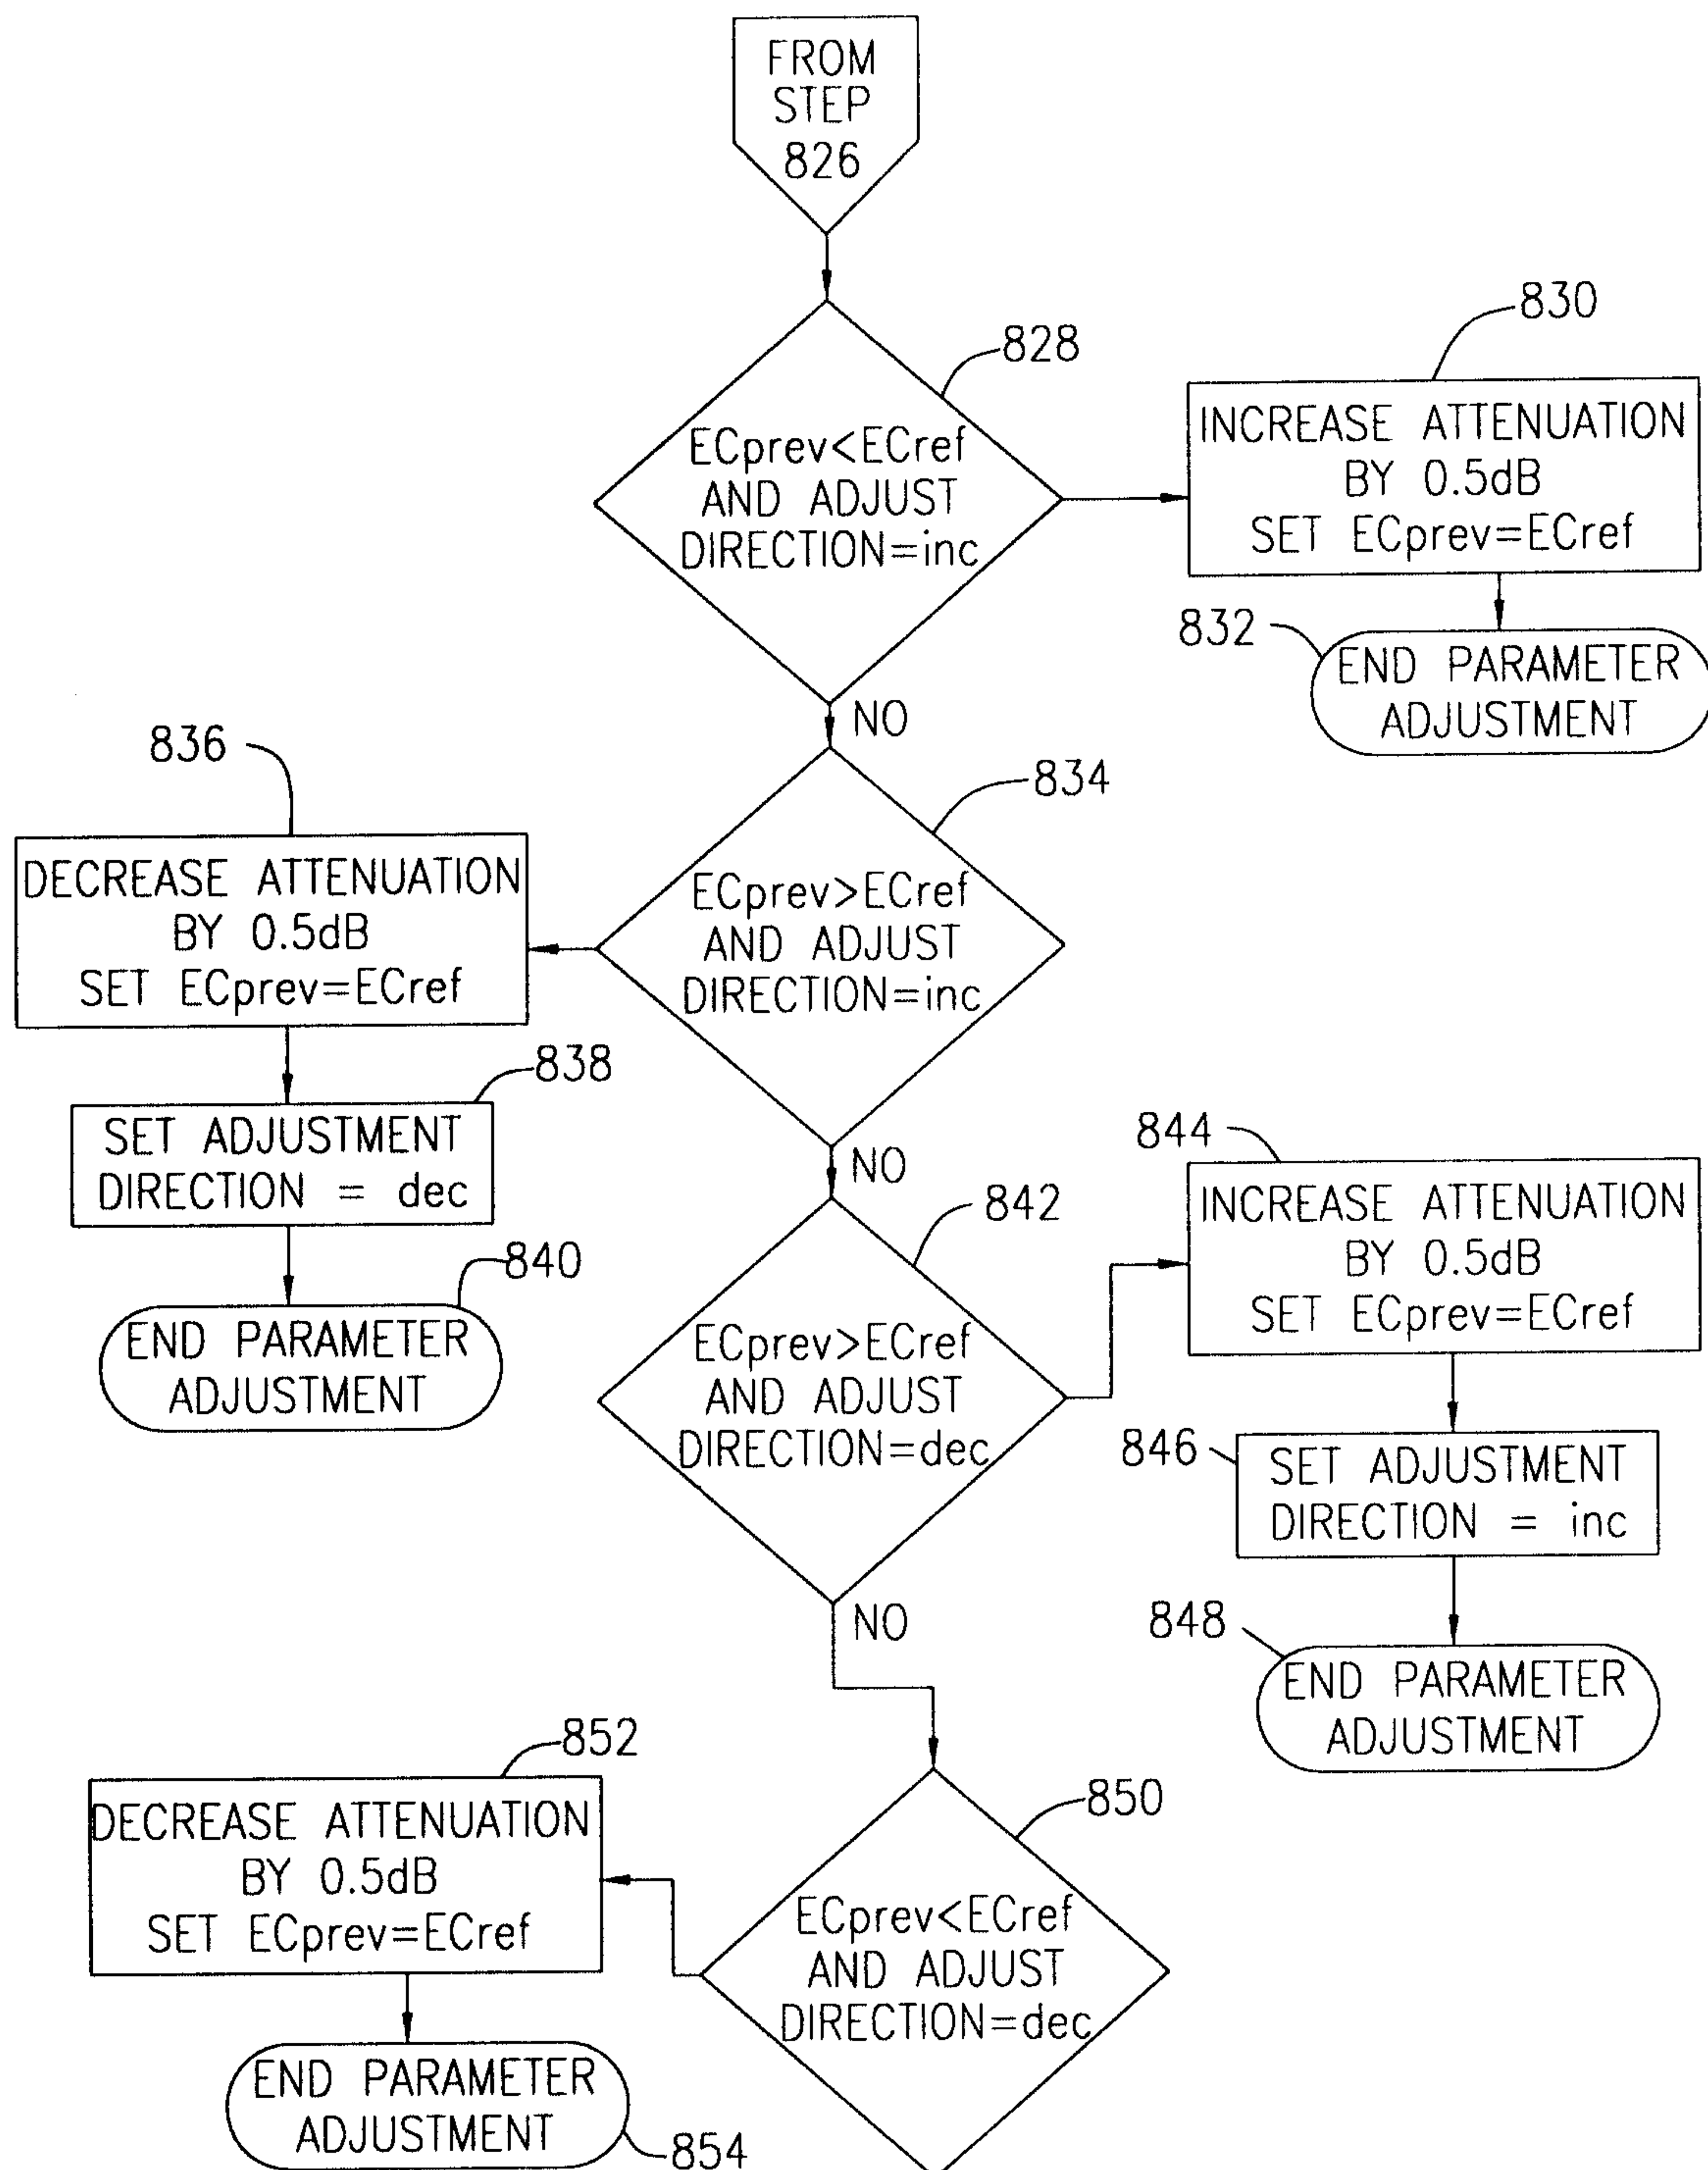 FROM
STEP
826
828
830
ECprev<ECref
AND ADJUST
DIRECTION=inc
INCREASE ATTENUATION
BY 0.5dB
SET ECprev=ECref
832
END PARAMETER
ADJUSTMENT
NO
834
836
ECprev>ECref
AND ADJUST
DIRECTION=inc
DECREASE ATTENUATION
BY 0.5dB
SET ECprev=ECref
838
SET ADJUSTMENT
DIRECTION = dec
840
END PARAMETER
ADJUSTMENT
NO
842
844
ECprev>ECref
AND ADJUST
DIRECTION=dec
INCREASE ATTENUATION
BY 0.5dB
SET ECprev=ECref
846
SET ADJUSTMENT
DIRECTION = inc
848
END PARAMETER
ADJUSTMENT
NO
850
852
ECprev<ECref
AND ADJUST
DIRECTION=dec
DECREASE ATTENUATION
BY 0.5dB
SET ECprev=ECref
END PARAMETER
ADJUSTMENT
854